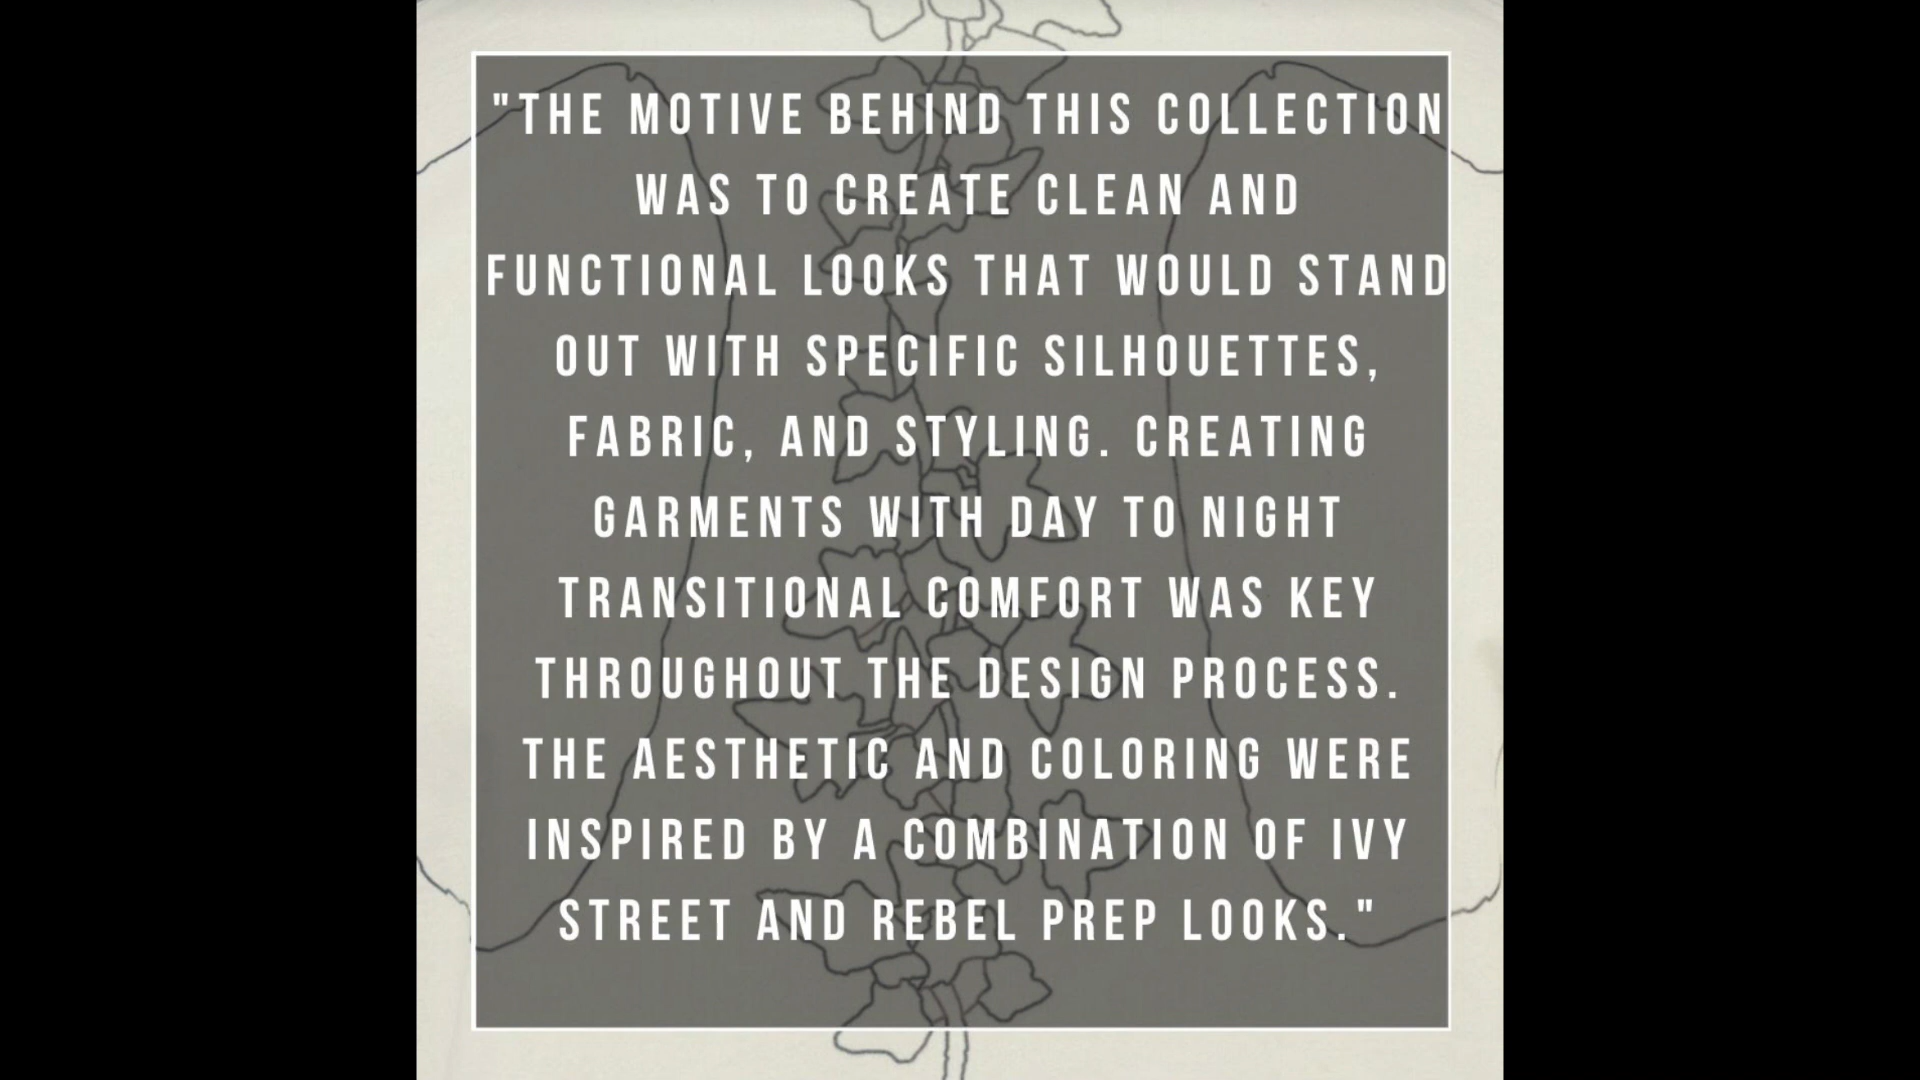 "THE MOTIVE BEHIND THIS COLLECTION
WAS TO CREATE CLEAN AND
FUNCTIONAL LOOKS THAT WOULD STAND
OUT WITH SPECIFIC SILHOUETTES,
FABRIC, AND STYLING. CREATING
GARMENTS WITH DAY TO NIGHT
TRANSITIONAL COMFORT WAS KEY
THROUGHOUT THE DESIGN PROCESS.
THE AESTHETIC AND COLORING WERE
INSPIRED BY A COMBINATION OF IVY
STREET AND REBEL PREP LOOKS."